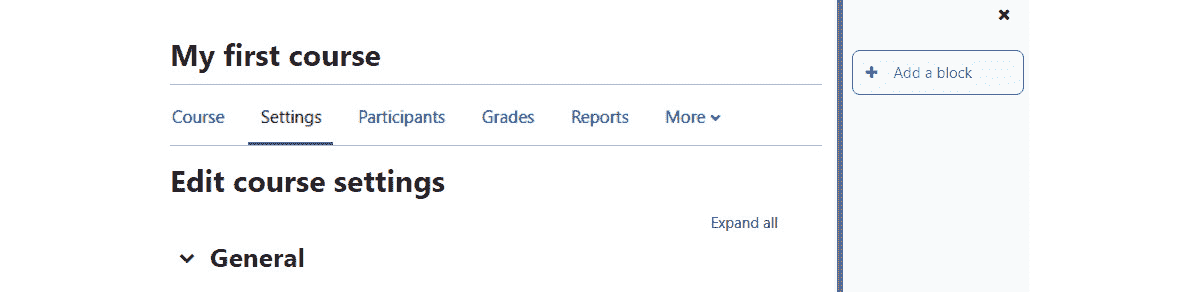 My first course
Add a block
Course Settings Participants Grades Reports More
Edit course settings
Expand all
General